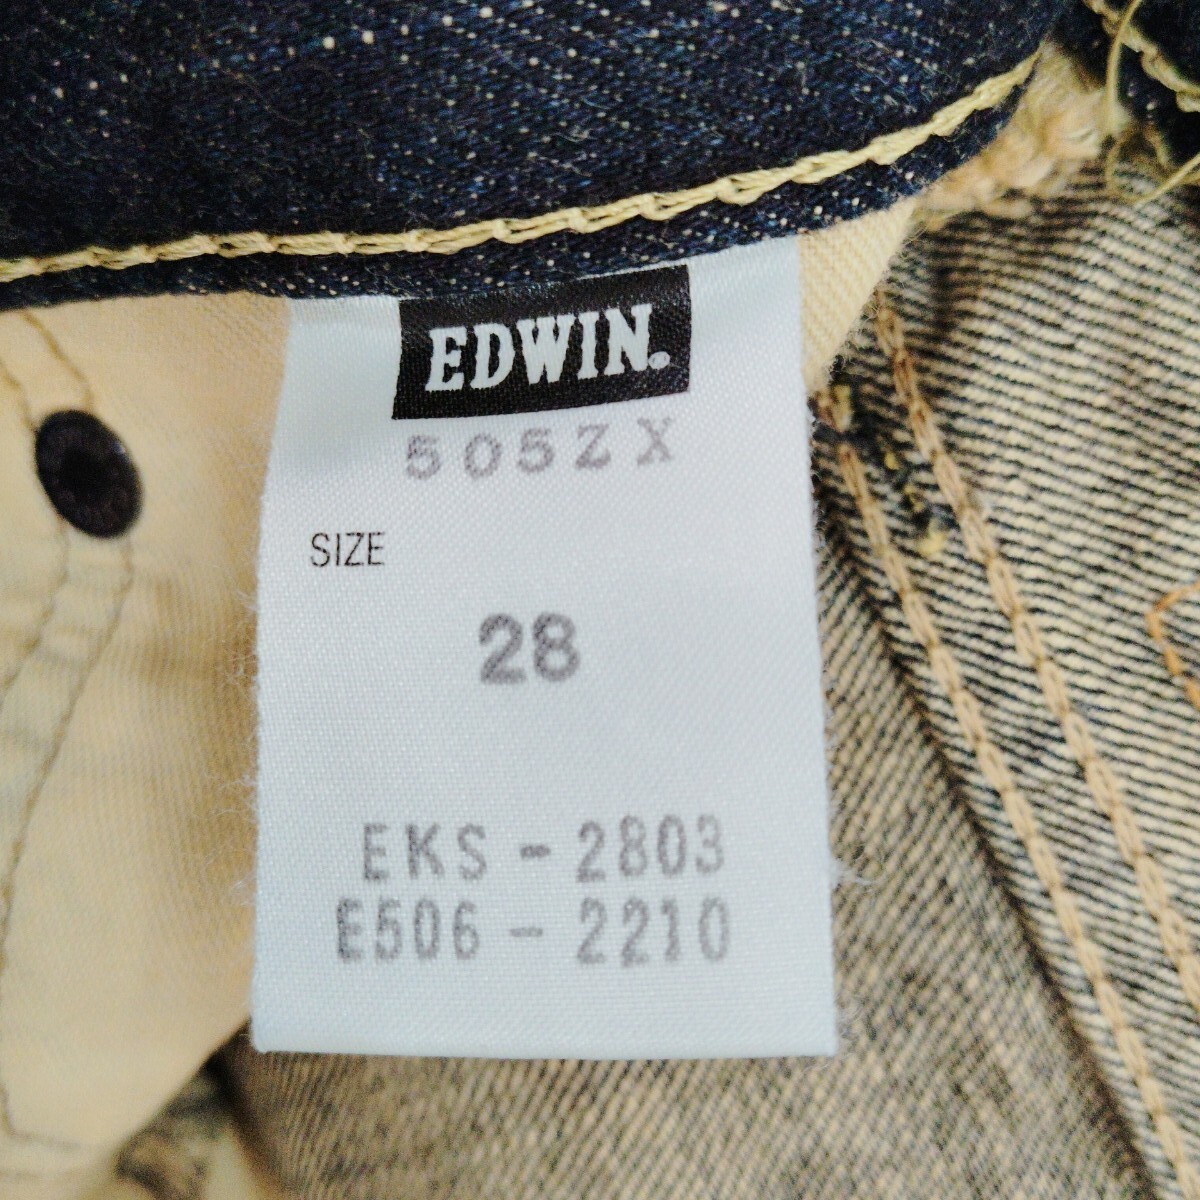 EDWIN.
505ZX
SIZE
28
EKS-2803
E506-2210